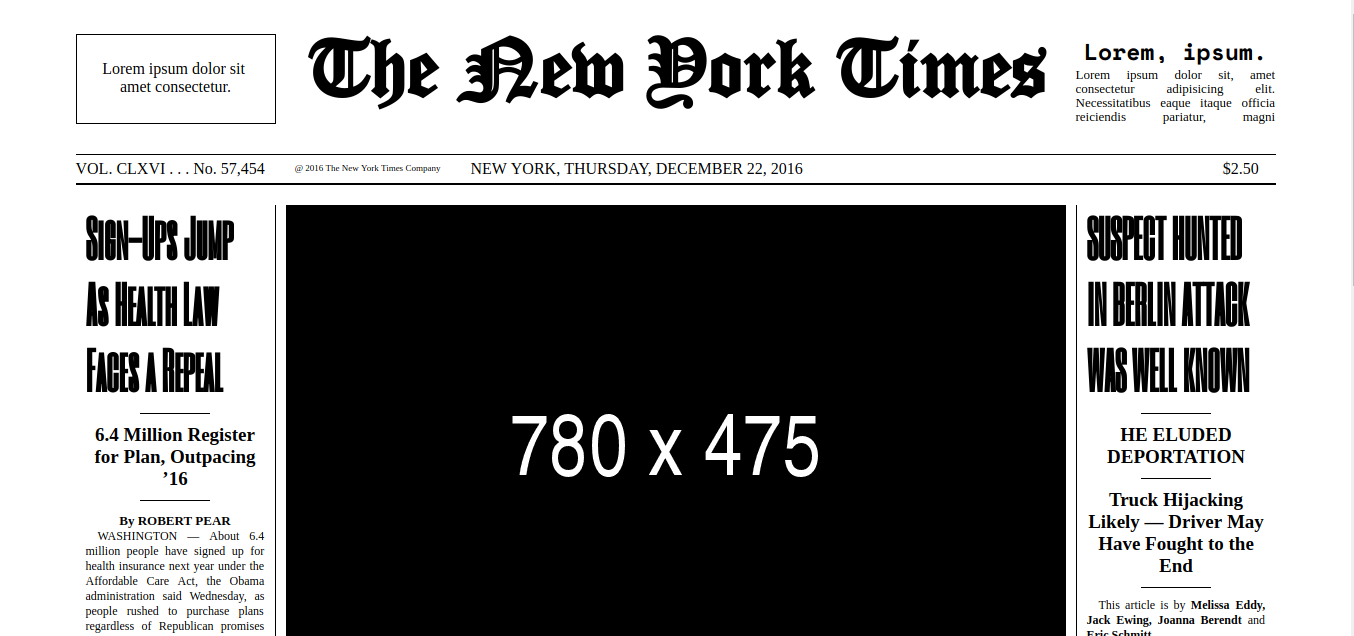 Lorem ipsum dolor sit
amet consectetur.
The New York Times
Lorem, ipsum.
Lorem ipsum dolor sit, amet
consectetur adipisicing elit.
Necessitatibus eaque itaque officia
reiciendis pariatur, magni
VOL. CLXVI . . . No. 57,454
@ 2016 The New York Times Company
NEW YORK, THURSDAY, DECEMBER 22, 2016
$2.50
Sign-Ups Jump
As Health Law
Faces a Repeal
6.4 Million Register
for Plan, Outpacing
’16
By ROBERT PEAR
WASHINGTON — About 6.4
million people have signed up for
health insurance next year under the
Affordable Care Act, the Obama
administration said Wednesday, as
people rushed to purchase plans
regardless of Republican promises
780 x 475
SUSPECT HUNTED
IN BERLIN ATTACK
WAS WELL KNOWN
HE ELUDED
DEPORTATION
Truck Hijacking
Likely — Driver May
Have Fought to the
End
This article is by Melissa Eddy,
Jack Ewing, Joanna Berendt and
Eric Schmitt